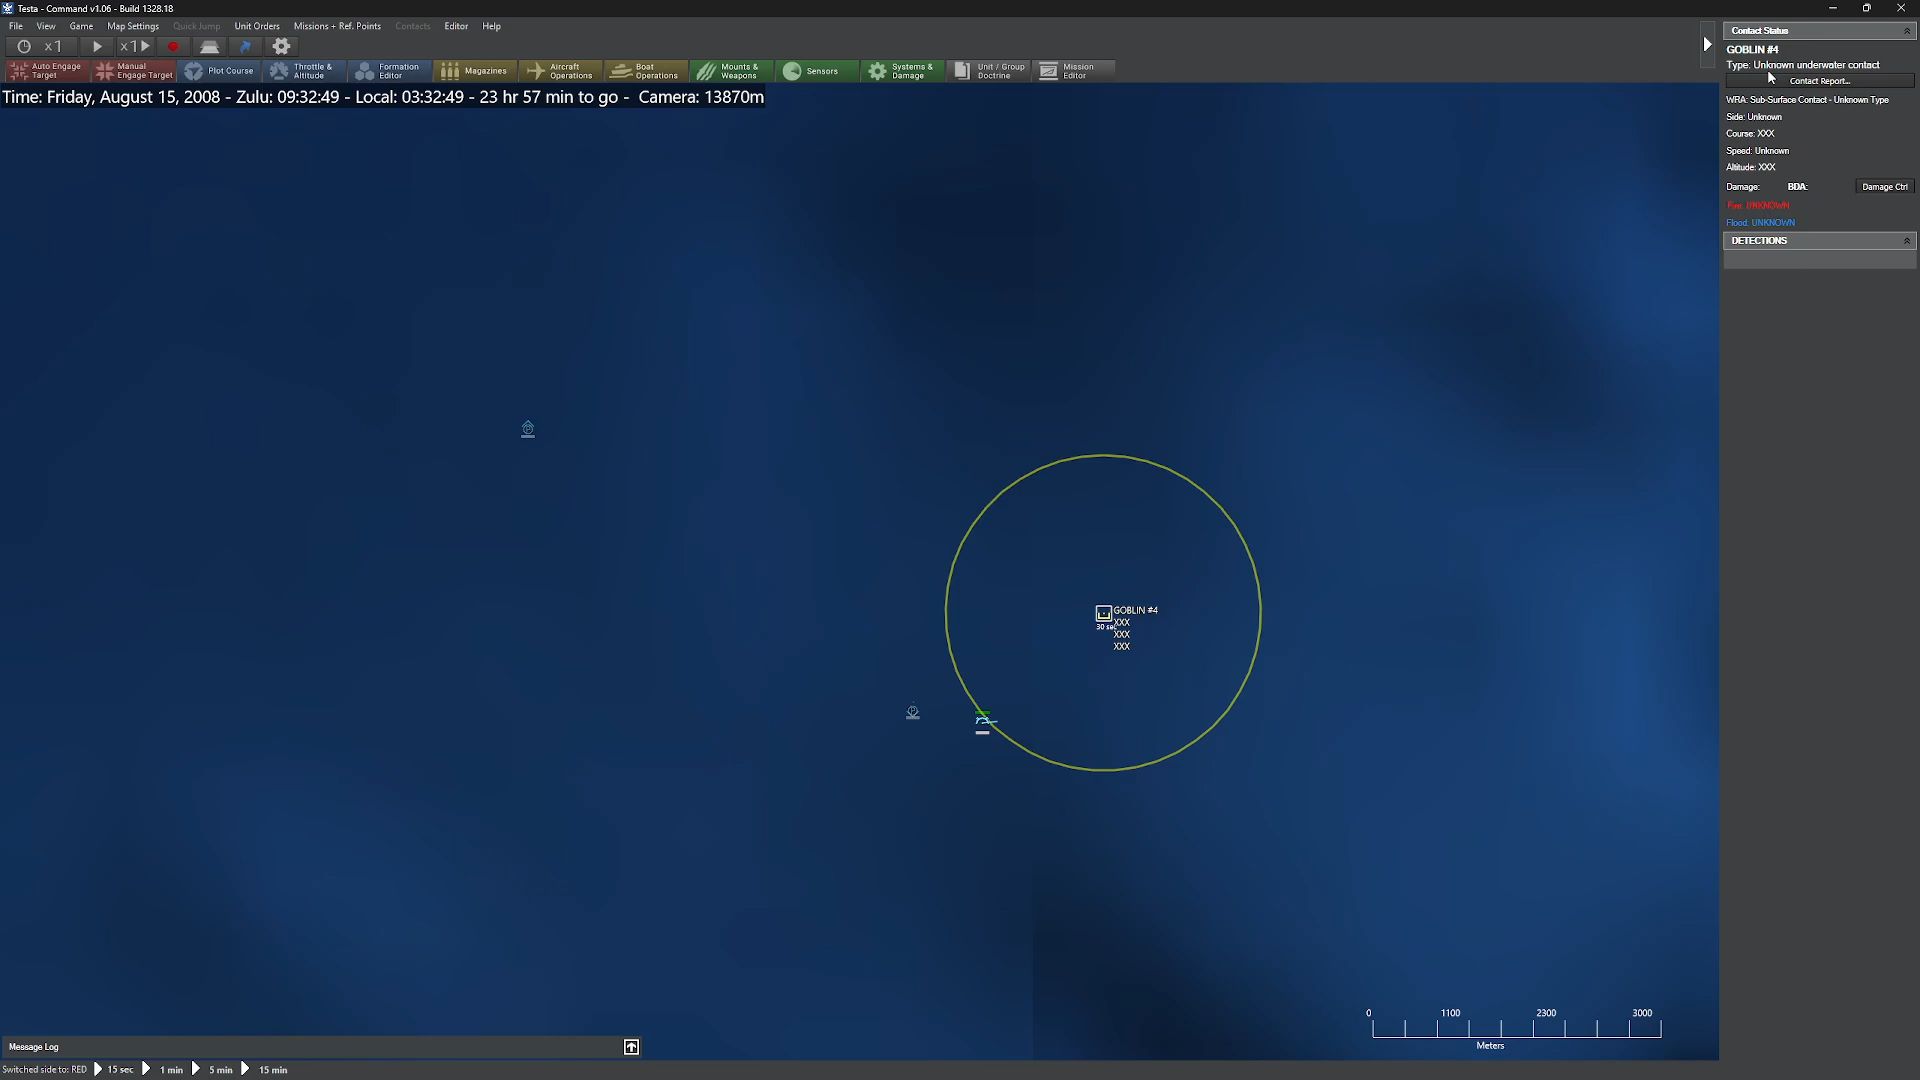 Testa - Command v1.06 - Build 1328.18
File View Game Map Settings Quick Jump Unit Orders Missions + Ref. Points Contacts Editor Help
x1 x1
Auto Engage Target
Manual Engage Target
Plot Course
Throttle & Altitude
Formation Editor
Magazines
Aircraft Operations
Boat Operations
Mounts & Weapons
Sensors
Systems & Damage
Unit / Group Doctrine
Mission Editor
Time: Friday, August 15, 2008 - Zulu: 09:32:49 - Local: 03:32:49 - 23 hr 57 min to go - Camera: 13870m
Contact Status
GOBLIN #4
Type: Unknown underwater contact
Contact Report...
WRA: Sub-Surface Contact - Unknown Type
Side: Unknown
Course: XXX
Speed: Unknown
Altitude: XXX
Damage: BDA: Damage Ctrl
Fire: UNKNOWN
Flood: UNKNOWN
DETECTIONS
GOBLIN #4
XXX
30 sec
XXX
XXX
0 1100 2300 3000
Meters
Message Log
Switched side to: RED 15 sec 1 min 5 min 15 min